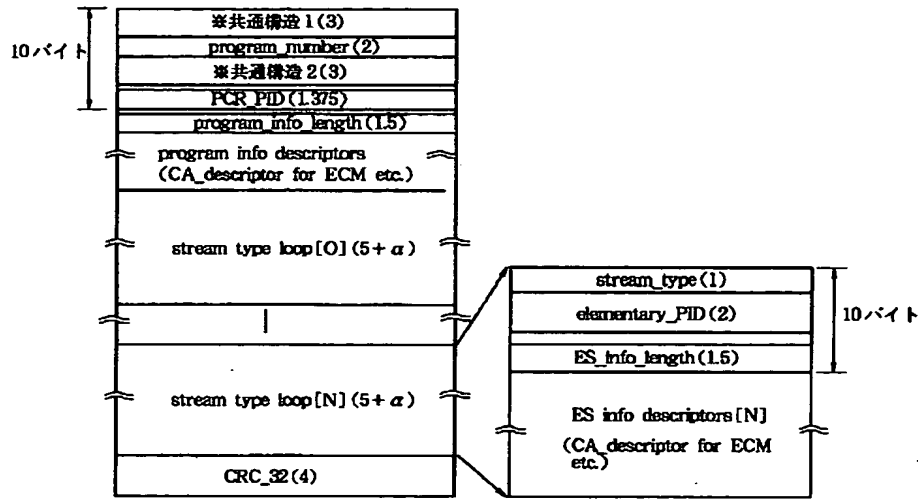 ※共通構造1(3)
10バイト
program_number(2)
※共通構造2(3)
PCR_PID(1.375)
program_info_length(1.5)
program info descriptors
(CA_descriptor for ECM etc.)
stream type loop[O](5+α)
stream type loop[N](5+α)
CRC_32(4)
stream_type(1)
elementary_PID(2)
10バイト
ES_info_length(1.5)
ES info descriptors[N]
(CA_descriptor for ECM
etc.)